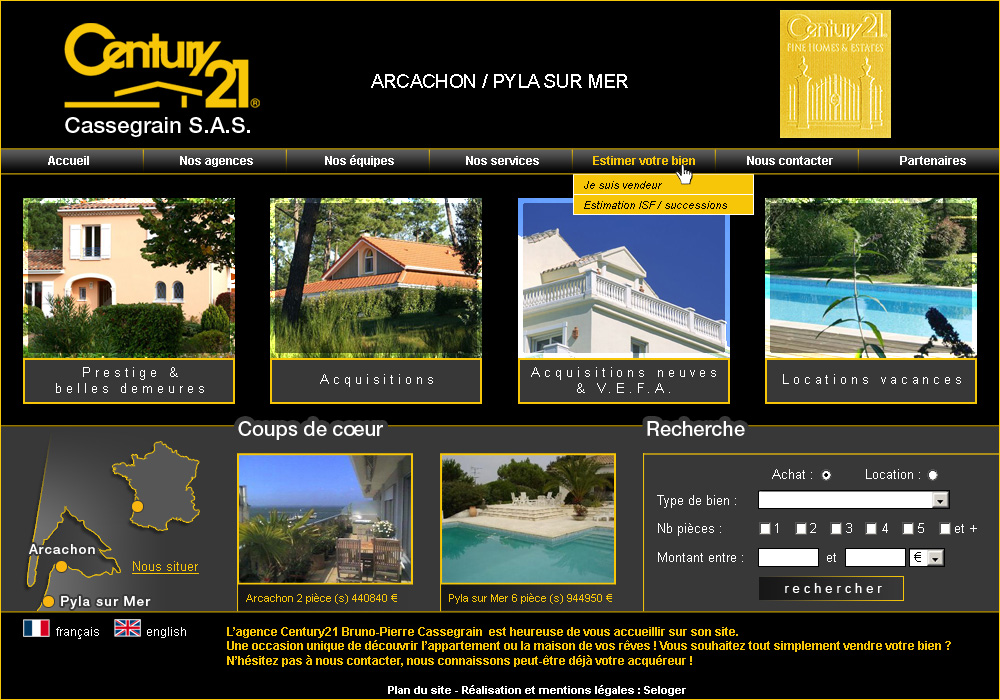 Century 21®
Cassegrain S.A.S.
ARCACHON / PYLA SUR MER
Century 21
FINE HOMES & ESTATES
Accueil
Nos agences
Nos équipes
Nos services
Estimer votre bien
Nous contacter
Partenaires
Je suis vendeur
Estimation ISF / successions
Prestige &
belles demeures
Acquisitions
Acquisitions neuves
& V.E.F.A.
Locations vacances
Coups de cœur
Recherche
Arcachon
Nous situer
Pyla sur Mer
Arcachon 2 pièce (s) 440840 €
Pyla sur Mer 6 pièce (s) 944950 €
Achat :
Location :
Type de bien :
Nb pièces :
1
2
3
4
5
et +
Montant entre :
et
€
rechercher
français
english
L'agence Century21 Bruno-Pierre Cassegrain est heureuse de vous accueillir sur son site.
Une occasion unique de découvrir l'appartement ou la maison de vos rêves ! Vous souhaitez tout simplement vendre votre bien ?
N'hésitez pas à nous contacter, nous connaissons peut-être déjà votre acquéreur !
Plan du site - Réalisation et mentions légales : Seloger